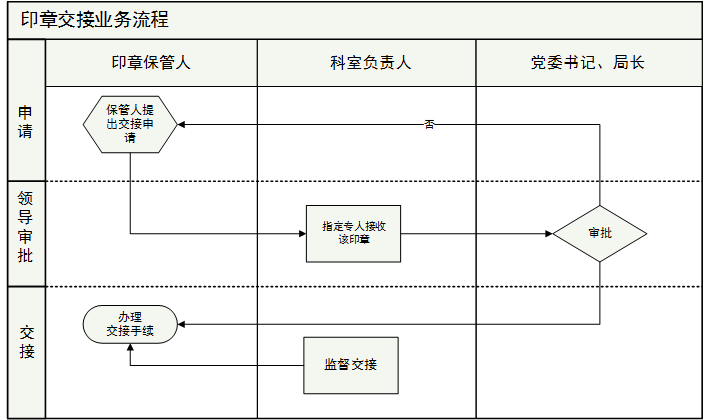 印章交接业务流程
印章保管人
科室负责人
党委书记、局长
申
请
保管人提
出交接申
请
否
领
导
审
批
指定专人接收
该印章
审批
交
接
办理
交接手续
监督交接